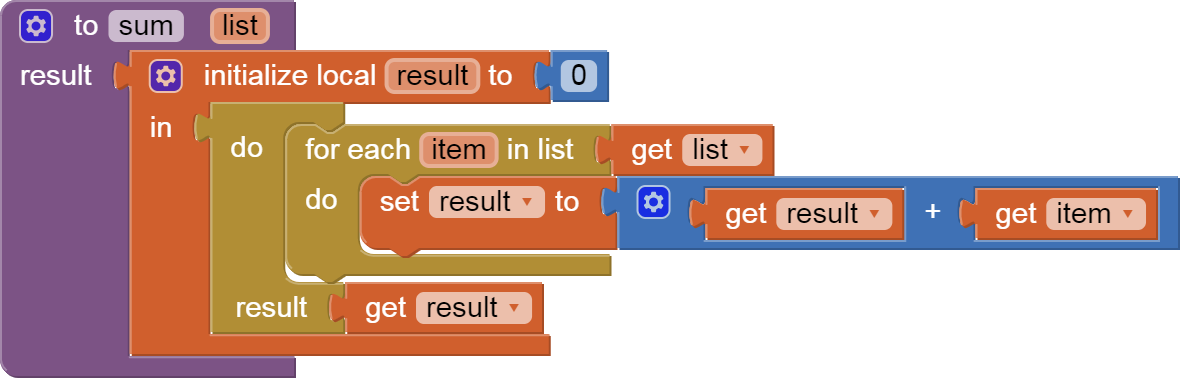 to sum list
result initialize local result to 0
in
do for each item in list get list
do set result to get result + get item
result get result